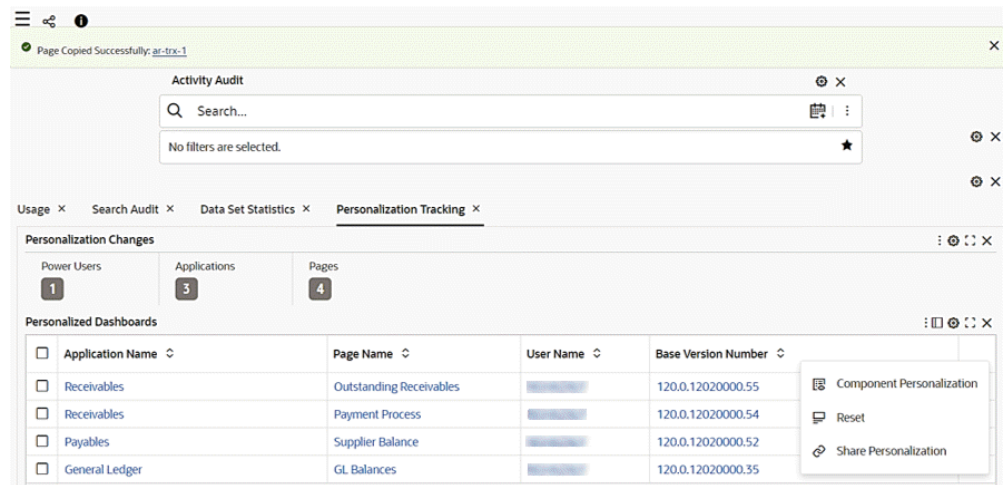 Page Copied Successfully: ar-trx-1
Activity Audit
Search...
No filters are selected.
Usage Search Audit Data Set Statistics Personalization Tracking
Personalization Changes
Power Users Applications Pages
1 3 4
Personalized Dashboards
Application Name Page Name User Name Base Version Number
Receivables Outstanding Receivables 120.0.12020000.55
Receivables Payment Process 120.0.12020000.54
Payables Supplier Balance 120.0.12020000.52
General Ledger GL Balances 120.0.12020000.35
Component Personalization
Reset
Share Personalization